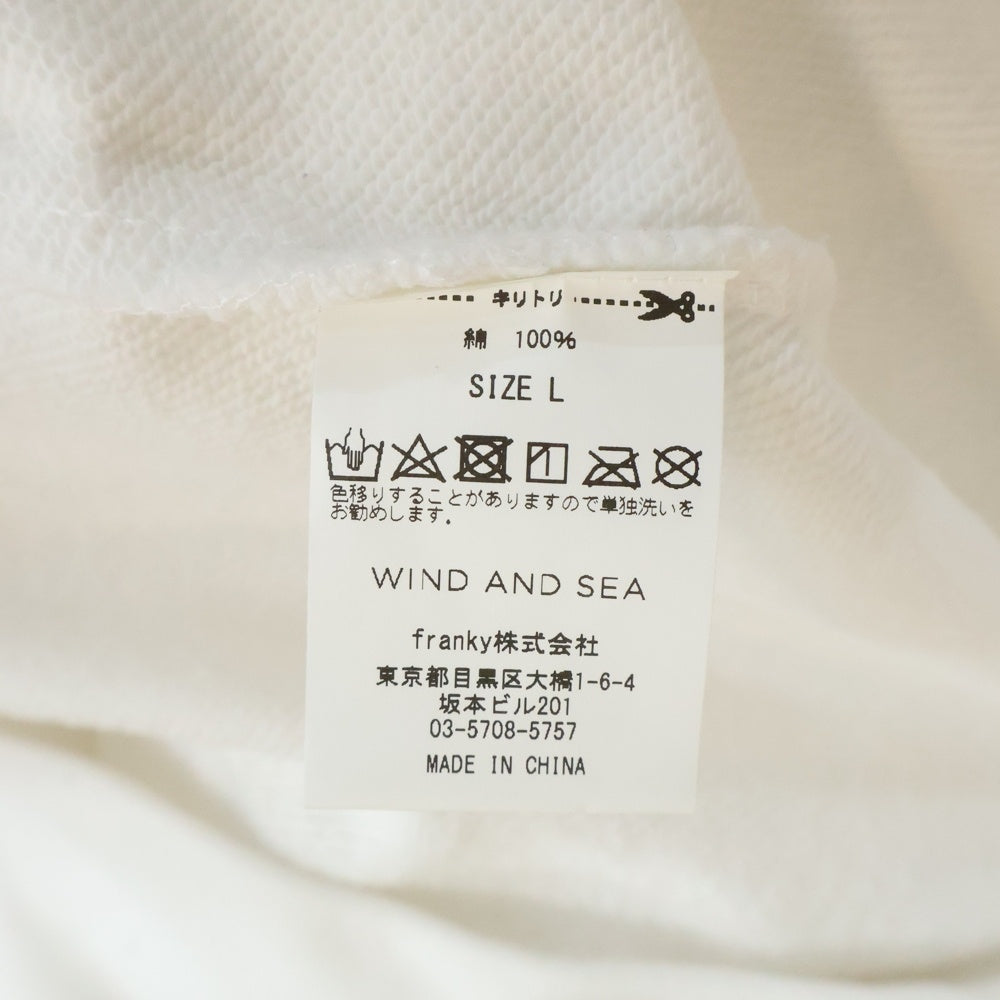 キリトリ
綿 100%
SIZE L
色移りすることがありますので単独洗いを
お勧めします。
WIND AND SEA
franky株式会社
東京都目黒区大橋1-6-4
坂本ビル201
03-5708-5757
MADE IN CHINA